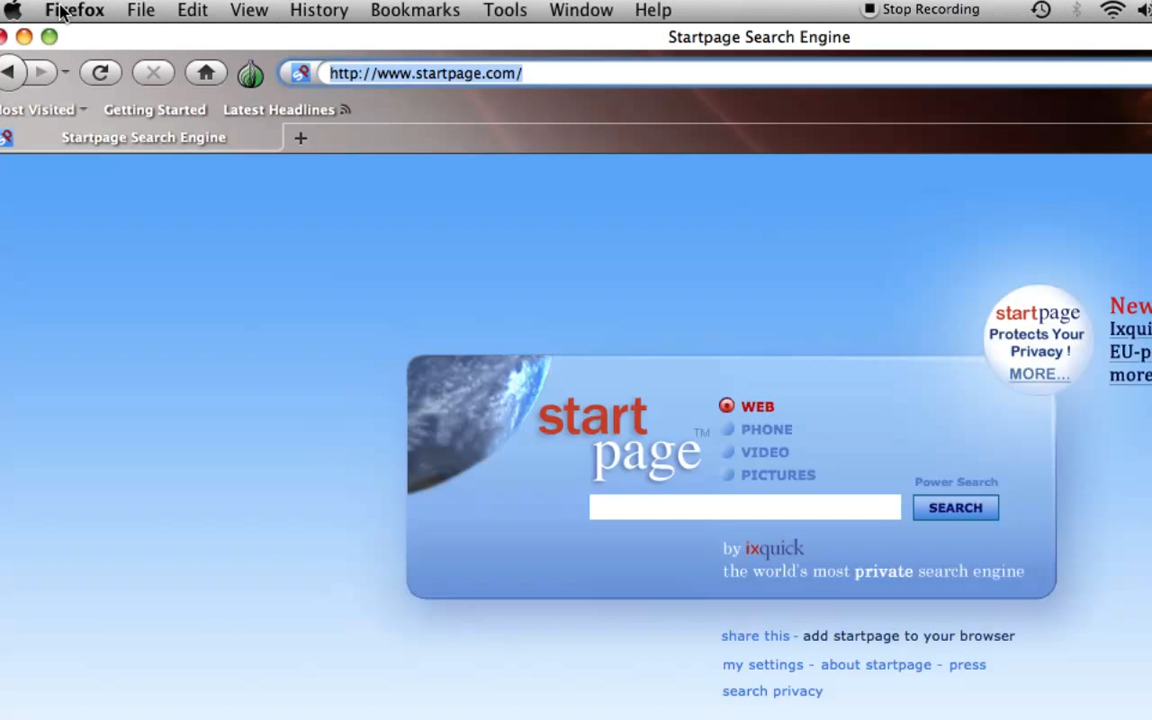 Firefox File Edit View History Bookmarks Tools Window Help Stop Recording
Startpage Search Engine
http://www.startpage.com/
ost Visited Getting Started Latest Headlines
Startpage Search Engine +
startpage
Protects Your
Privacy !
MORE...
New
Ixqui
EU-p
more
start
page TM
WEB
PHONE
VIDEO
PICTURES
Power Search
SEARCH
by ixquick
the world's most private search engine
share this - add startpage to your browser
my settings - about startpage - press
search privacy